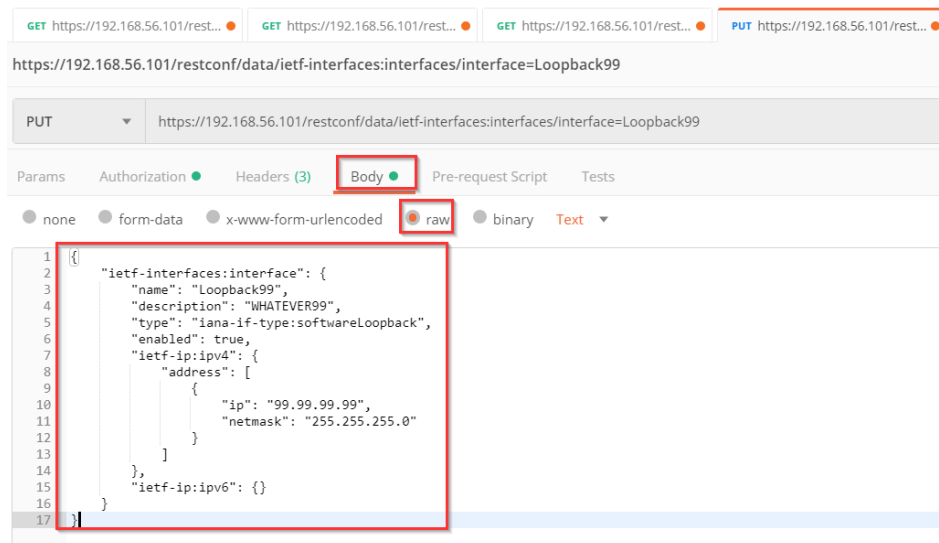 GET https://192.168.56.101/rest... GET https://192.168.56.101/rest... GET https://192.168.56.101/rest... PUT https://192.168.56.101/rest...
https://192.168.56.101/restconf/data/ietf-interfaces:interfaces/interface=Loopback99
PUT https://192.168.56.101/restconf/data/ietf-interfaces:interfaces/interface=Loopback99
Params Authorization Headers (3) Body Pre-request Script Tests
none form-data x-www-form-urlencoded raw binary Text
1 {
2 "ietf-interfaces:interface": {
3 "name": "Loopback99",
4 "description": "WHATEVER99",
5 "type": "iana-if-type:softwareLoopback",
6 "enabled": true,
7 "ietf-ip:ipv4": {
8 "address": [
9 {
10 "ip": "99.99.99.99",
11 "netmask": "255.255.255.0"
12 }
13 ]
14 },
15 "ietf-ip:ipv6": {}
16 }
17 }